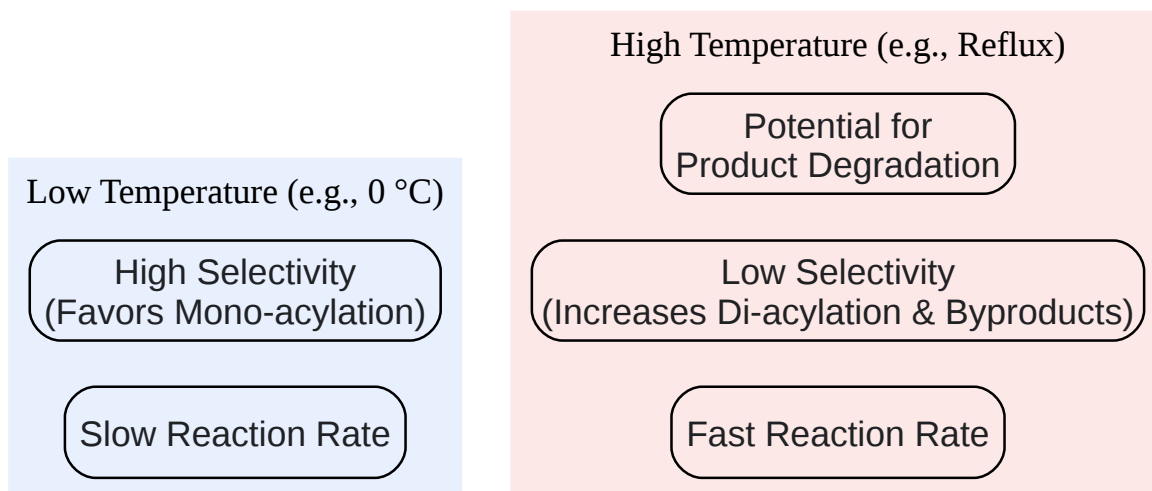 Low Temperature (e.g., 0 °C)
High Selectivity
(Favors Mono-acylation)
Slow Reaction Rate
High Temperature (e.g., Reflux)
Potential for
Product Degradation
Low Selectivity
(Increases Di-acylation & Byproducts)
Fast Reaction Rate